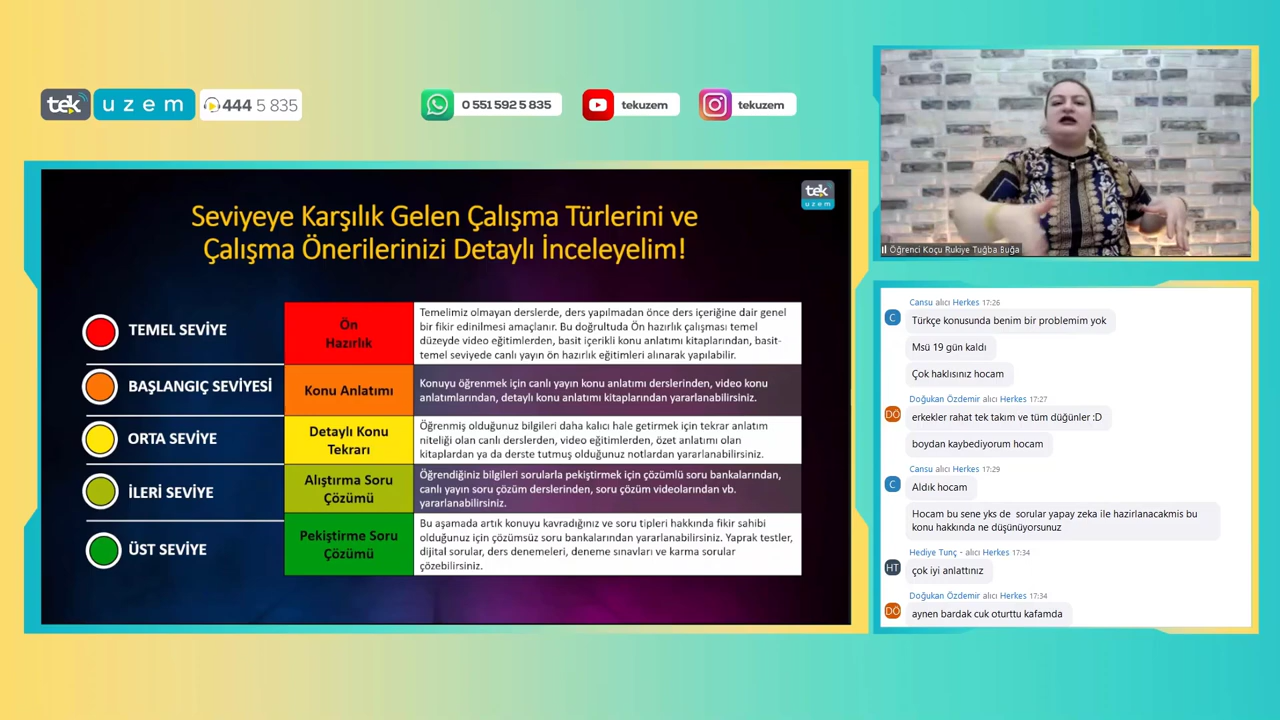 tek uzem 444 5 835
0 551 592 5 835
tekuzem
tekuzem
tek
uzem
Seviyeye Karşılık Gelen Çalışma Türlerini ve
Çalışma Önerilerinizi Detaylı İnceleyelim!
TEMEL SEVİYE
Ön
Hazırlık
Temelimiz olmayan derslerde, ders yapılmadan önce ders içeriğine dair genel
bir fikir edinilmesi amaçlanır. Bu doğrultuda Ön hazırlık çalışması temel
düzeyde video eğitimlerden, basit içerikli konu anlatımı kitaplarından, basit-
temel seviyede canlı yayın ön hazırlık eğitimleri alınarak yapılabilir.
BAŞLANGIÇ SEVİYESİ
Konu Anlatımı
Konuyu öğrenmek için canlı yayın konu anlatımı derslerinden, video konu
anlatımlarından, detaylı konu anlatımı kitaplarından yararlanabilirsiniz.
ORTA SEVİYE
Detaylı Konu
Tekrarı
Öğrenmiş olduğunuz bilgileri daha kalıcı hale getirmek için tekrar anlatım
niteliği olan canlı derslerden, video eğitimlerden, özet anlatımı olan
kitaplardan ya da derste tutmuş olduğunuz notlardan yararlanabilirsiniz.
İLERİ SEVİYE
Alıştırma Soru
Çözümü
Öğrendiğiniz bilgileri sorularla pekiştirmek için çözümlü soru bankalarından,
canlı yayın soru çözüm derslerinden, soru çözüm videolarından vb.
yararlanabilirsiniz.
ÜST SEVİYE
Pekiştirme Soru
Çözümü
Bu aşamada artık konuyu kavradığınız ve soru tipleri hakkında fikir sahibi
olduğunuz için çözümsüz soru bankalarından yararlanabilirsiniz. Yaprak testler,
dijital sorular, ders denemeleri, deneme sınavları ve karma sorular
çözebilirsiniz.
Öğrenci Koçu Rukiye Tuğba Buğa
Cansu alıcı Herkes 17:26
C
Türkçe konusunda benim bir problemim yok
Msü 19 gün kaldı
Çok haklısınız hocam
Doğukan Özdemir alıcı Herkes 17:27
DÖ
erkekler rahat tek takım ve tüm düğünler :D
boydan kaybediyorum hocam
Cansu alıcı Herkes 17:29
C
Aldık hocam
Hocam bu sene yks de sorular yapay zeka ile hazirlanacakmis bu
konu hakkında ne düşünüyorsunuz
Hediye Tunç - alıcı Herkes 17:34
HT
çok iyi anlattınız
Doğukan Özdemir alıcı Herkes 17:34
DÖ
aynen bardak cuk oturttu kafamda